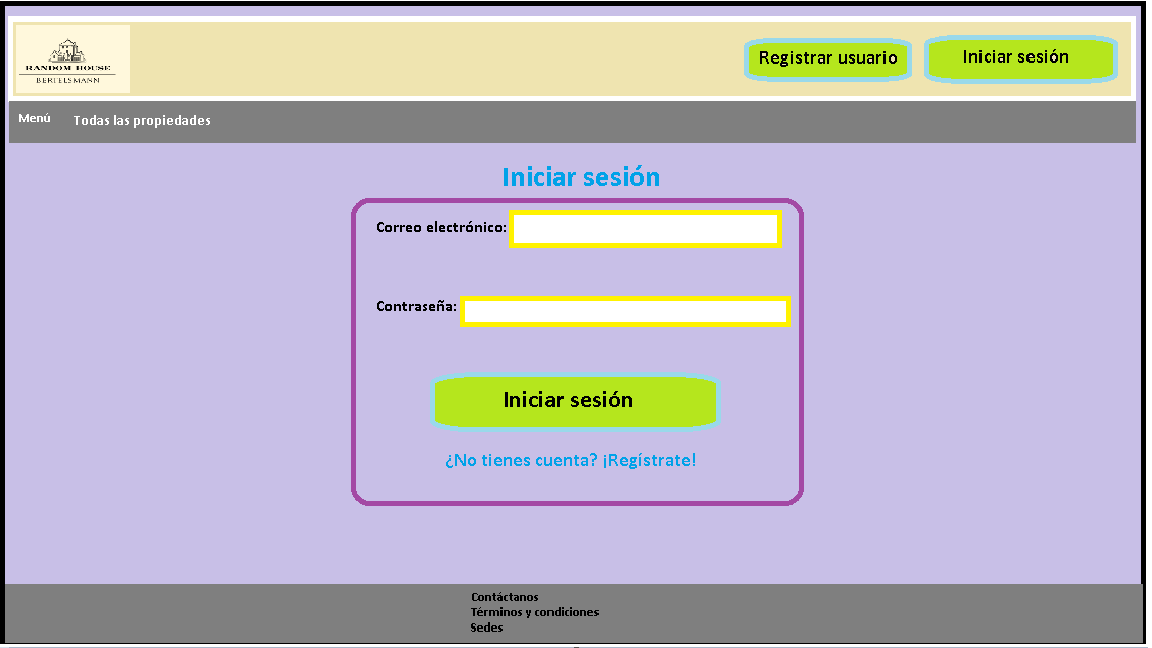 RANDOM HOUSE
BERTELSMANN
Registrar usuario
Iniciar sesión
Menú
Todas las propiedades
Iniciar sesión
Correo electrónico:
Contraseña:
Iniciar sesión
¿No tienes cuenta? ¡Regístrate!
Contáctanos
Términos y condiciones
Sedes